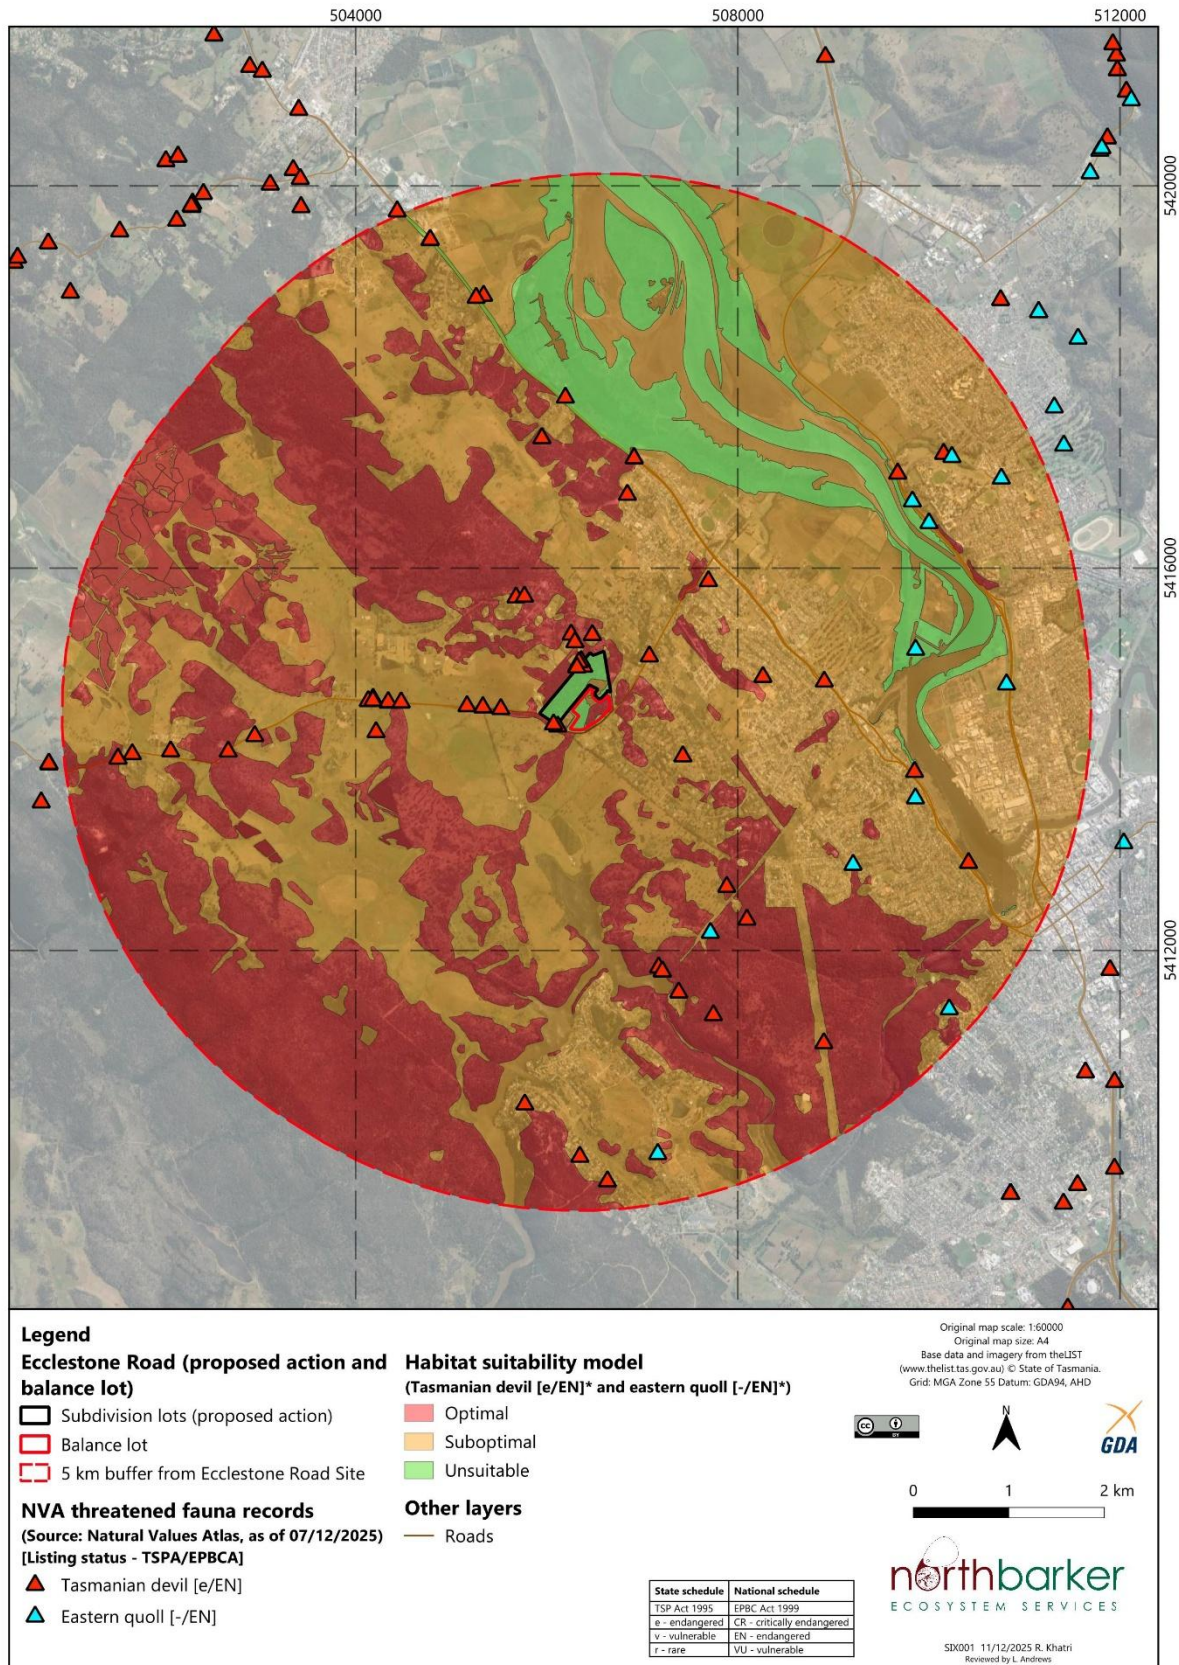 504000
508000
512000
5420000
5416000
5412000
Legend
Ecclestone Road (proposed action and
balance lot)
Subdivision lots (proposed action)
Balance lot
5 km buffer from Ecclestone Road Site
NVA threatened fauna records
(Source: Natural Values Atlas, as of 07/12/2025)
[Listing status - TSPA/EPBCA]
Tasmanian devil [e/EN]
Eastern quoll [-/EN]
Habitat suitability model
(Tasmanian devil [e/EN]* and eastern quoll [-/EN]*)
Optimal
Suboptimal
Unsuitable
Other layers
Roads
State schedule National schedule
TSP Act 1995 EPBC Act 1999
e - endangered CR - critically endangered
v - vulnerable EN - endangered
r - rare VU - vulnerable
Original map scale: 1:60000
Original map size: A4
Base data and imagery from theLIST
(www.thelist.tas.gov.au) © State of Tasmania.
Grid: MGA Zone 55 Datum: GDA94, AHD
cc BY
N
GDA
0 1 2 km
northbarker
ECOSYSTEM SERVICES
SIX001 11/12/2025 R. Khatri
Reviewed by L. Andrews